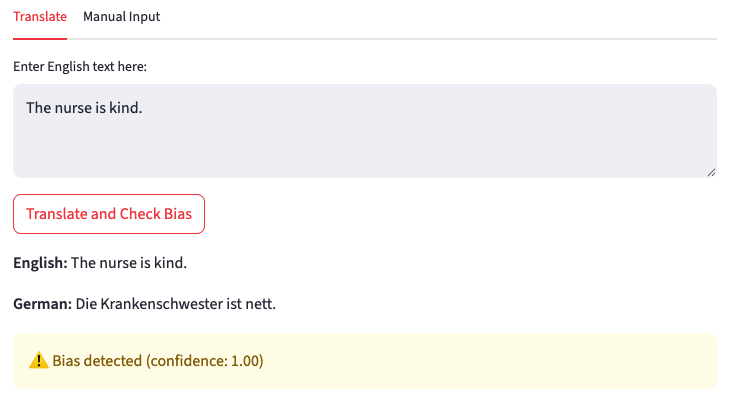 Translate Manual Input
Enter English text here:
The nurse is kind.
Translate and Check Bias
English: The nurse is kind.
German: Die Krankenschwester ist nett.
⚠️ Bias detected (confidence: 1.00)